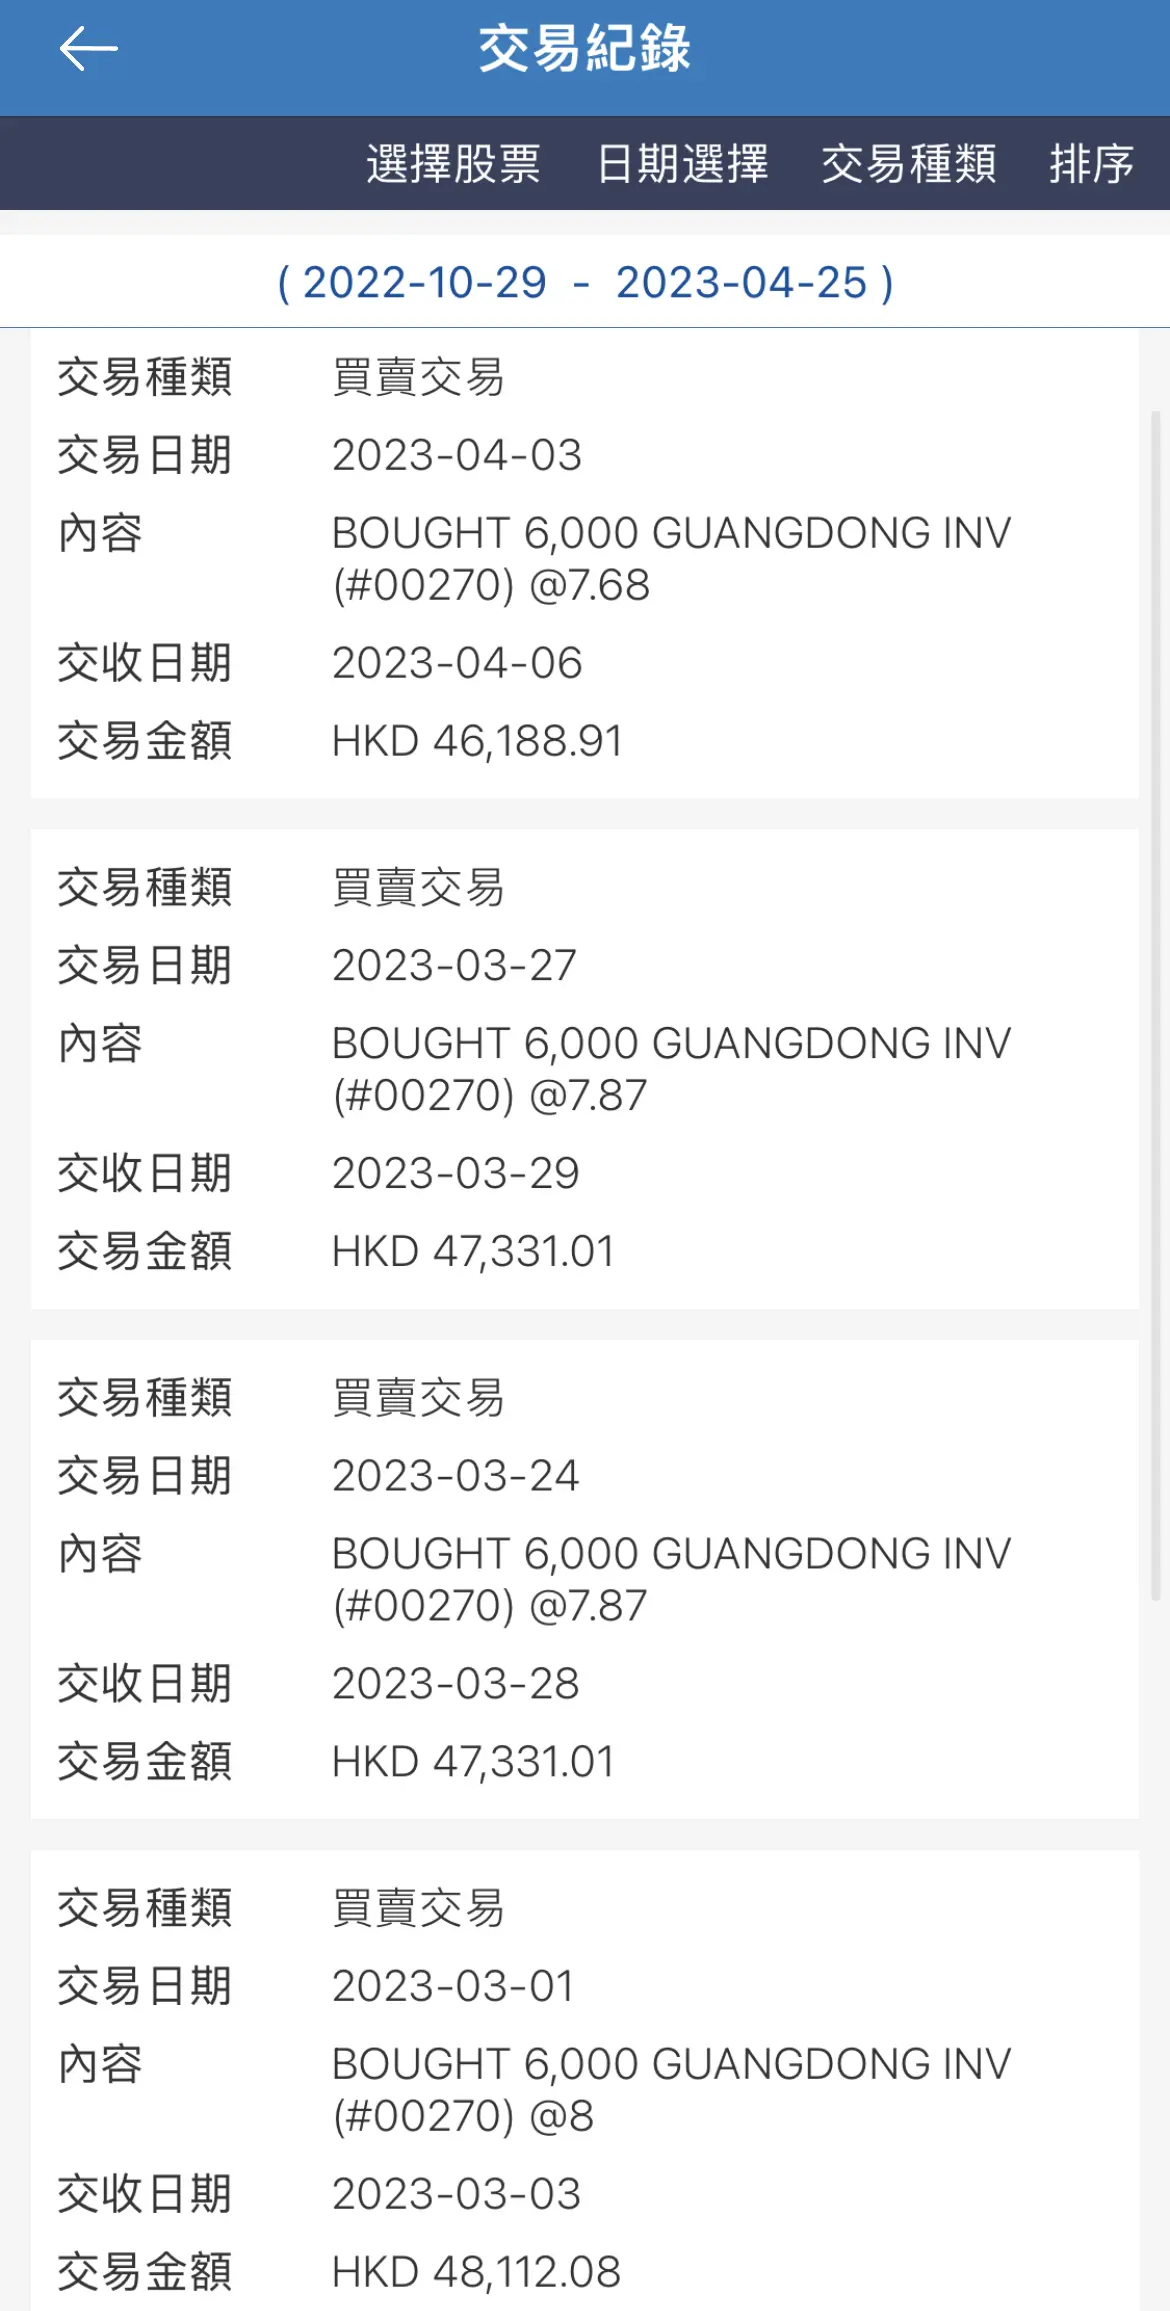 交易紀錄
選擇股票 日期選擇 交易種類 排序
( 2022-10-29 - 2023-04-25 )
交易種類 買賣交易
交易日期 2023-04-03
內容 BOUGHT 6,000 GUANGDONG INV
(#00270) @7.68
交收日期 2023-04-06
交易金額 HKD 46,188.91
交易種類 買賣交易
交易日期 2023-03-27
內容 BOUGHT 6,000 GUANGDONG INV
(#00270) @7.87
交收日期 2023-03-29
交易金額 HKD 47,331.01
交易種類 買賣交易
交易日期 2023-03-24
內容 BOUGHT 6,000 GUANGDONG INV
(#00270) @7.87
交收日期 2023-03-28
交易金額 HKD 47,331.01
交易種類 買賣交易
交易日期 2023-03-01
內容 BOUGHT 6,000 GUANGDONG INV
(#00270) @8
交收日期 2023-03-03
交易金額 HKD 48,112.08